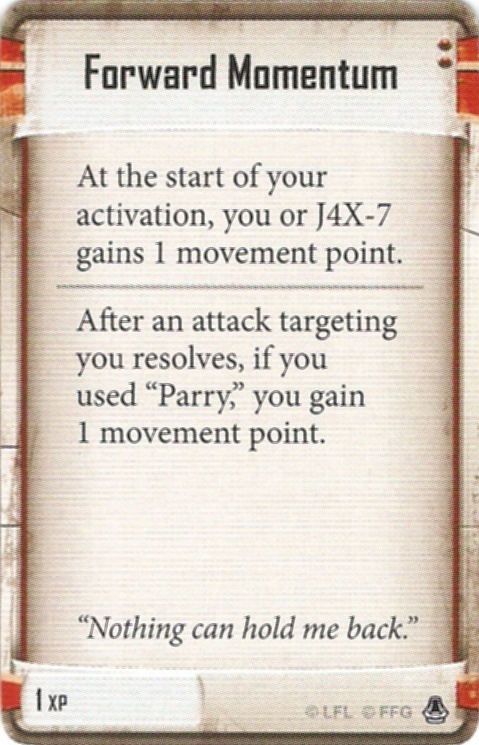 Forward Momentum
At the start of your
activation, you or J4X-7
gains 1 movement point.
After an attack targeting
you resolves, if you
used “Parry,” you gain
1 movement point.
“Nothing can hold me back.”
1 XP
© LFL © FFG